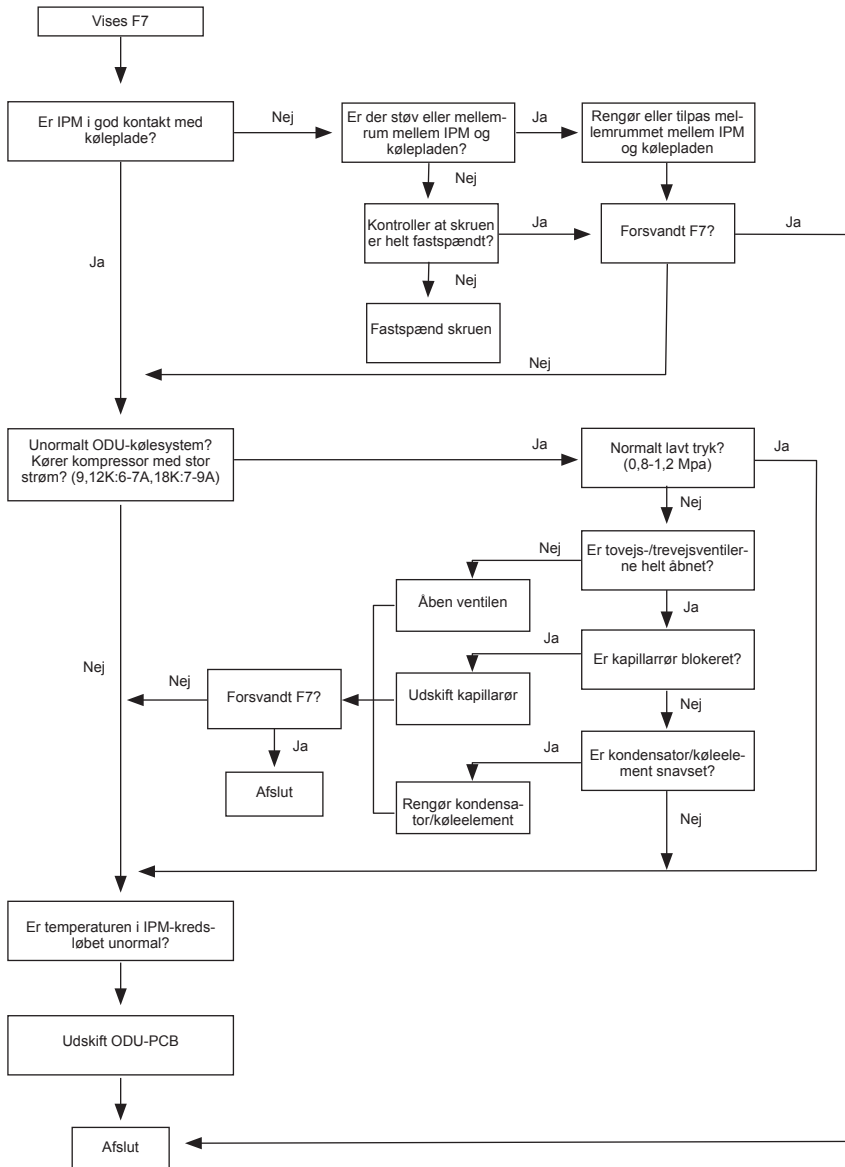 Vises F7
Er IPM i god kontakt med
køleplade?
Nej
Er der støv eller mellem-
rum mellem IPM og
kølepladen?
Ja
Rengør eller tilpas mel-
lemrummet mellem IPM
og kølepladen
Nej
Kontroller at skruen
er helt fastspændt?
Ja
Forsvandt F7?
Ja
Ja
Nej
Fastspænd skruen
Nej
Unormalt ODU-kølesystem?
Kører kompressor med stor
strøm? (9,12K:6-7A,18K:7-9A)
Ja
Normalt lavt tryk?
(0,8-1,2 Mpa)
Ja
Nej
Er tovejs-/trevejsventiler-
ne helt åbnet?
Nej
Åben ventilen
Ja
Er kapillarrør blokeret?
Ja
Udskift kapillarør
Nej
Nej
Forsvandt F7?
Nej
Ja
Afslut
Er kondensator/køleele-
ment snavset?
Ja
Rengør kondensa-
tor/køleelement
Nej
Er temperaturen i IPM-kreds-
løbet unormal?
Udskift ODU-PCB
Afslut